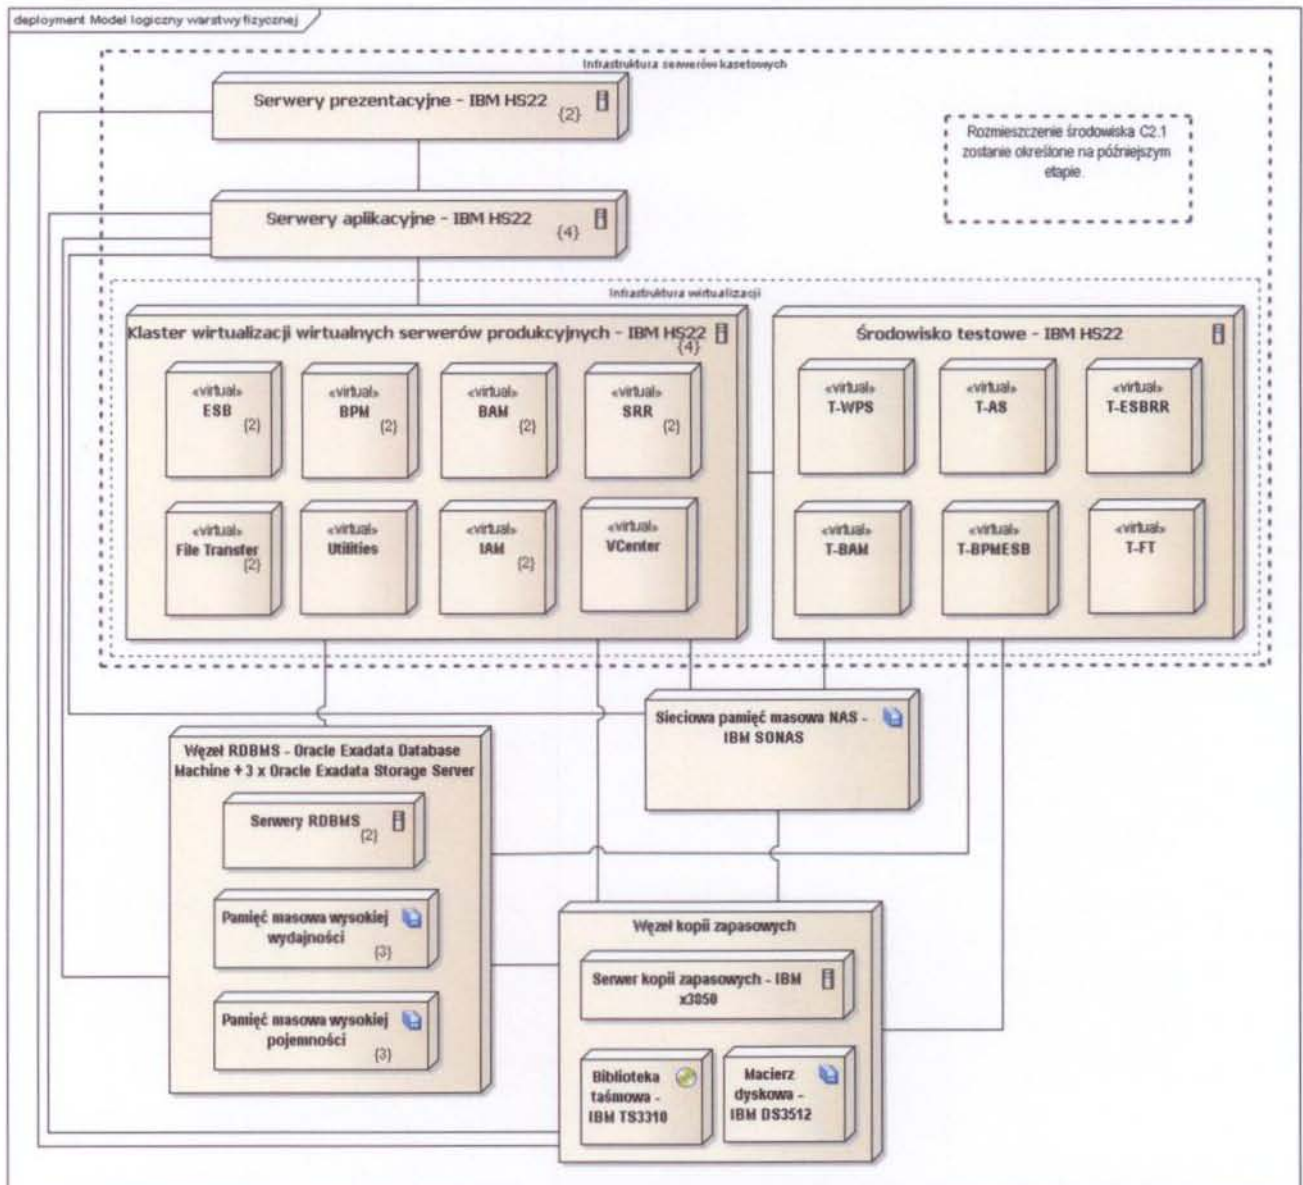 deployment Model logiczny warstwy fizycznej
Infrastruktura serwerów kasetowych
Serwery prezentacyjne - IBM HS22
{2}
Rozmieszczenie środowiska C2.1
zostanie określone na późniejszym
etapie.
Serwery aplikacyjne - IBM HS22
{4}
Infrastruktura wirtualizacji
Klaster wirtualizacji wirtualnych serwerów produkcyjnych - IBM HS22
{4}
«virtual»
ESB
{2}
«virtual»
BPM
{2}
«virtual»
BAM
{2}
«virtual»
SRR
{2}
«virtual»
File Transfer
{2}
«virtual»
Utilities
«virtual»
IAM
{2}
«virtual»
VCenter
Środowisko testowe - IBM HS22
«virtual»
T-WPS
«virtual»
T-AS
«virtual»
T-ESBRR
«virtual»
T-BAM
«virtual»
T-BPMESB
«virtual»
T-FT
Sieciowa pamięć masowa NAS -
IBM SONAS
Węzeł RDBMS - Oracle Exadata Database
Machine + 3 x Oracle Exadata Storage Server
Serwery RDBMS
{2}
Pamięć masowa wysokiej
wydajności
{3}
Pamięć masowa wysokiej
pojemności
{3}
Węzeł kopii zapasowych
Serwer kopii zapasowych - IBM
x3850
Biblioteka
taśmowa -
IBM TS3310
Macierz
dyskowa -
IBM DS3512